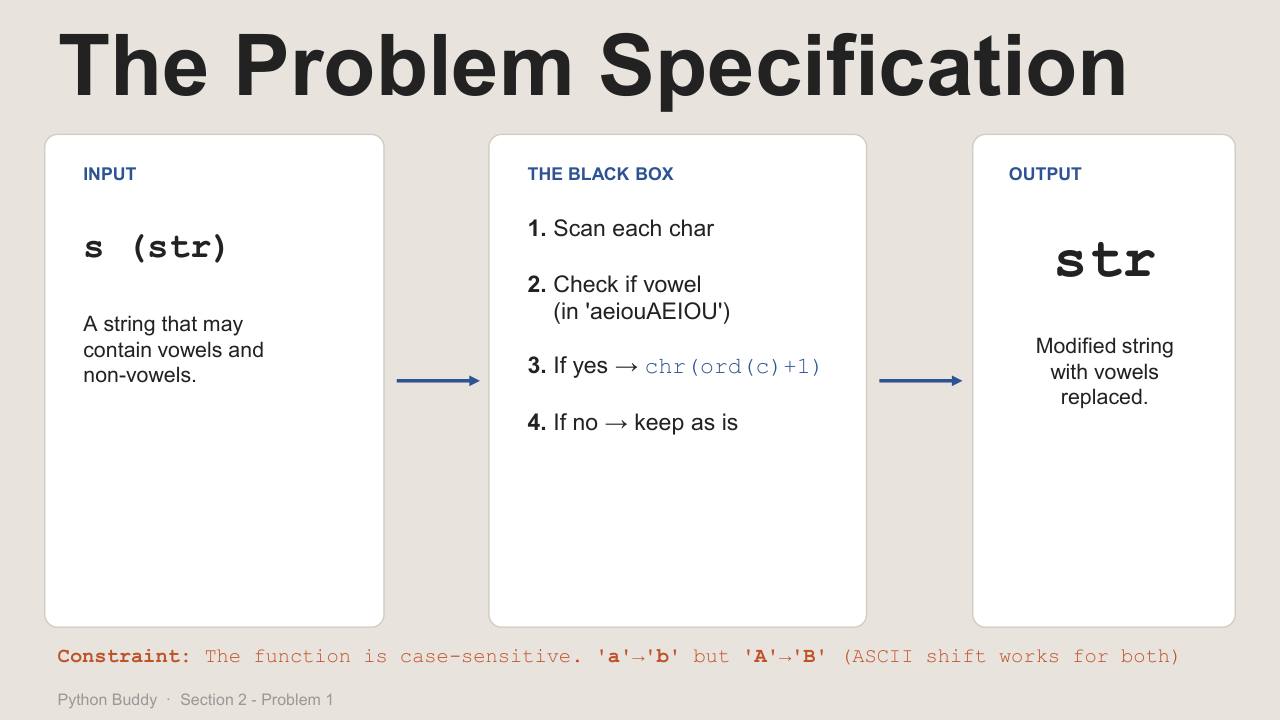 The Problem Specification
INPUT
s (str)
A string that may
contain vowels and
non-vowels.
THE BLACK BOX
1. Scan each char
2. Check if vowel
(in 'aeiouAEIOU')
3. If yes → chr(ord(c)+1)
4. If no → keep as is
OUTPUT
str
Modified string
with vowels
replaced.
Constraint: The function is case-sensitive. 'a'→'b' but 'A'→'B' (ASCII shift works for both)
Python Buddy · Section 2 - Problem 1